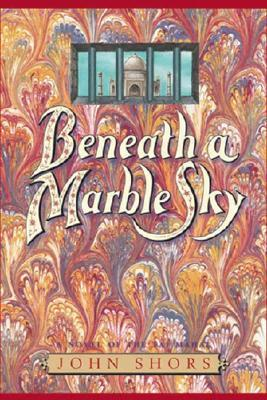 Beneath a
Marble Sky
A NOVEL OF THE TAJ MAHAL
JOHN SHORS